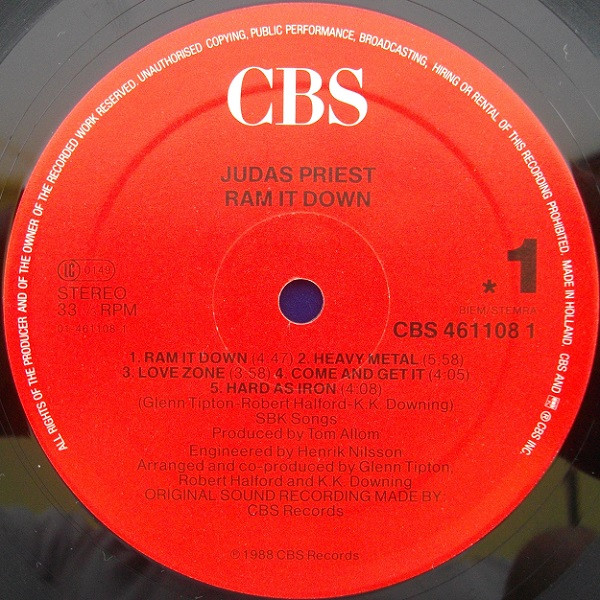 ALL RIGHTS OF THE PRODUCER AND OF THE OWNER OF THE RECORDED WORK RESERVED. UNAUTHORISED COPYING, PUBLIC PERFORMANCE, BROADCASTING, HIRING OR RENTAL OF THIS RECORDING PROHIBITED. MADE IN HOLLAND. CBS AND ℗ CBS INC.
CBS
JUDAS PRIEST
RAM IT DOWN
LC 0149
STEREO
33 RPM
01-461108-1
* 1
BIEM/STEMRA
CBS 461108 1
1. RAM IT DOWN (4:47) 2. HEAVY METAL (5:58)
3. LOVE ZONE (3:58) 4. COME AND GET IT (4:05)
5. HARD AS IRON (4:08)
(Glenn Tipton-Robert Halford-K.K. Downing)
SBK Songs
Produced by Tom Allom
Engineered by Henrik Nilsson
Arranged and co-produced by Glenn Tipton,
Robert Halford and K.K. Downing
ORIGINAL SOUND RECORDING MADE BY
CBS Records
℗ 1988 CBS Records